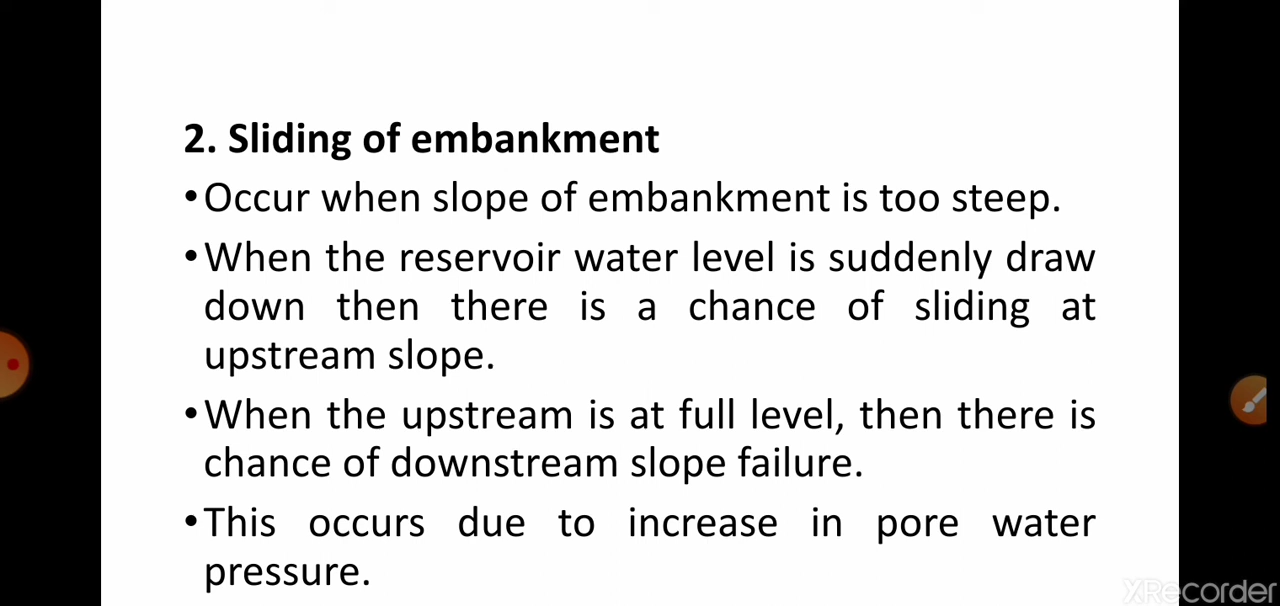 2. Sliding of embankment
•Occur when slope of embankment is too steep.
•When the reservoir water level is suddenly draw
down then there is a chance of sliding at
upstream slope.
•When the upstream is at full level, then there is
chance of downstream slope failure.
•This occurs due to increase in pore water
pressure.
XRecorder